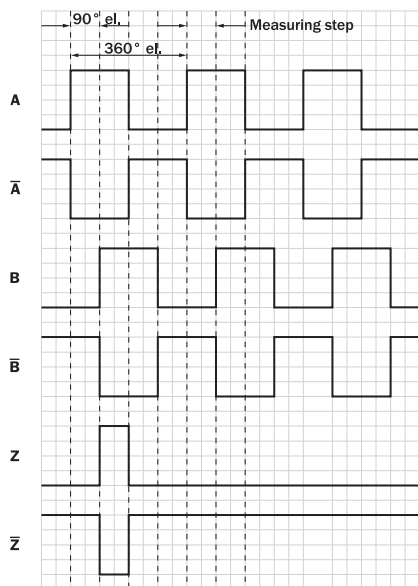 90° el.
Measuring step
360° el.
A
A̅
B
B̅
Z
Z̅